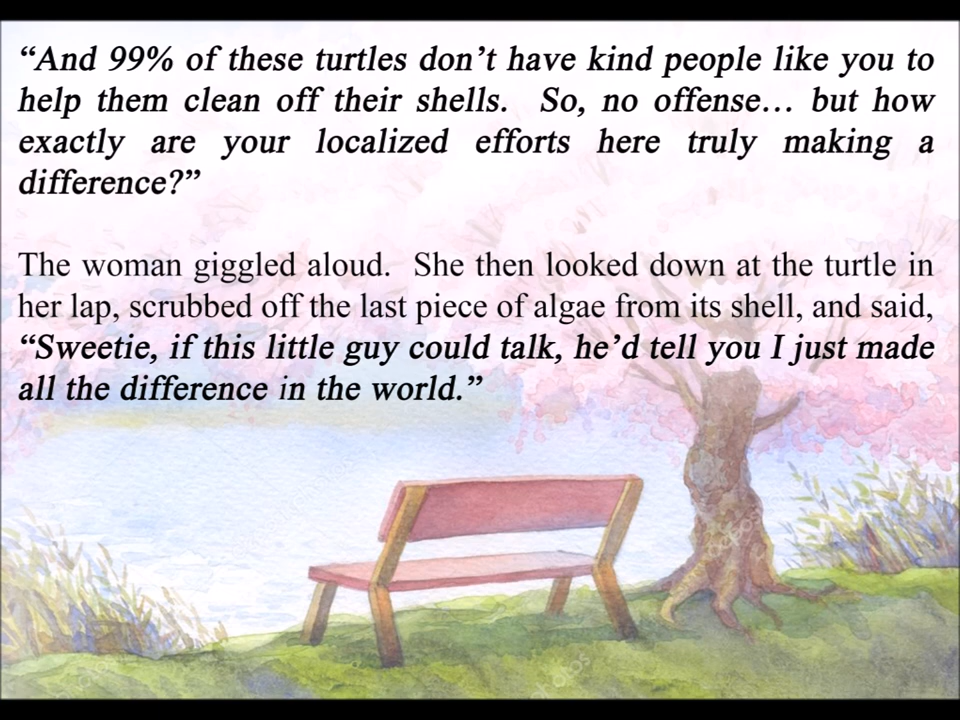 “And 99% of these turtles don’t have kind people like you to
help them clean off their shells.  So, no offense… but how
exactly are your localized efforts here truly making a
difference?”
The woman giggled aloud.  She then looked down at the turtle in
her lap, scrubbed off the last piece of algae from its shell, and said,
“Sweetie, if this little guy could talk, he’d tell you I just made
all the difference in the world.”